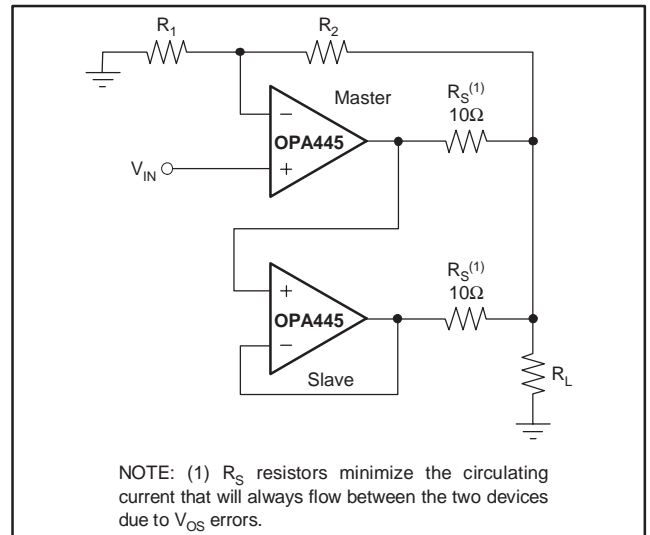 R1
R2
Master
RS(1)
10Ω
−
OPA445
+
VIN
RS(1)
10Ω
+
OPA445
−
Slave
RL
NOTE: (1) RS resistors minimize the circulating
current that will always flow between the two devices
due to VOS errors.